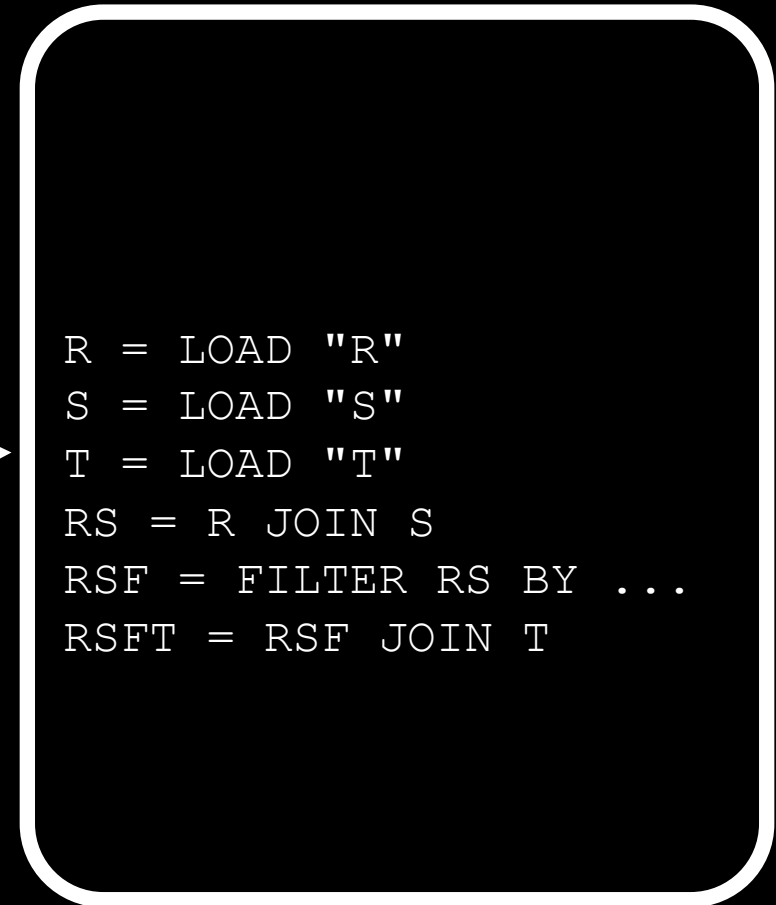 R = LOAD "R"
S = LOAD "S"
T = LOAD "T"
RS = R JOIN S
RSF = FILTER RS BY ...
RSFT = RSF JOIN T